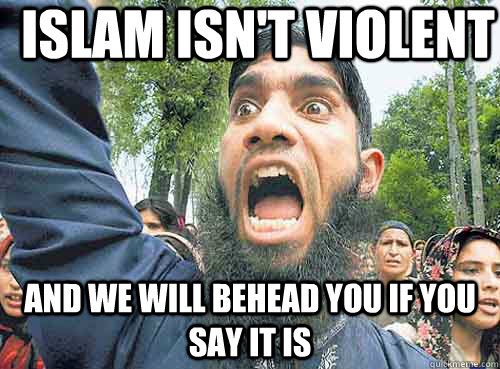 ISLAM ISN'T VIOLENT
AND WE WILL BEHEAD YOU IF YOU
SAY IT IS
quickmeme.com